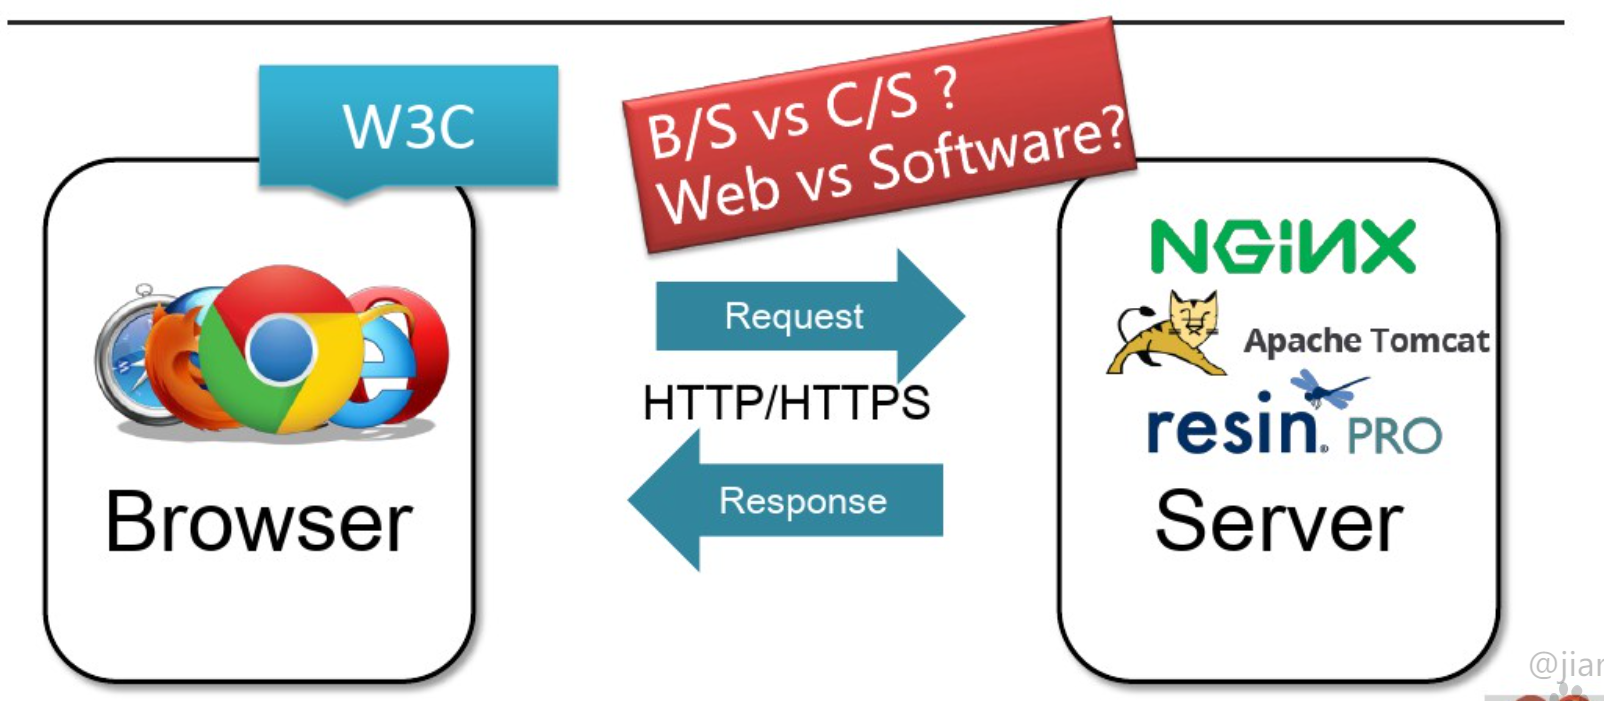 W3C
B/S vs C/S ?
Web vs Software?
Browser
Request
HTTP/HTTPS
Response
NGINX
Apache Tomcat
resin® PRO
Server
@jiar